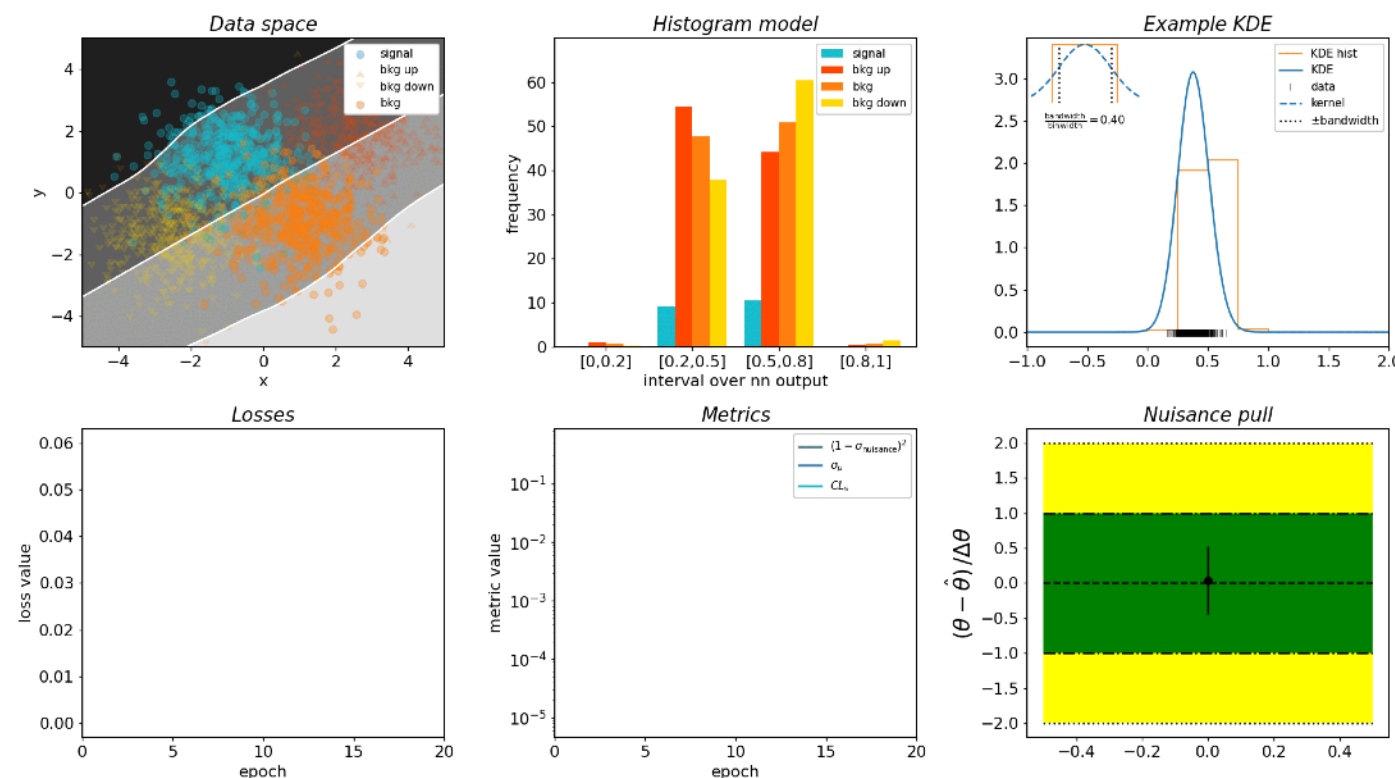 Data space
signal
bkg up
bkg down
bkg
4
2
0
−2
−4
y
−4
−2
0
2
4
x
Histogram model
signal
bkg up
bkg
bkg down
60
50
40
30
20
10
0
frequency
[0,0.2]
[0.2,0.5]
[0.5,0.8]
[0.8,1]
interval over nn output
Example KDE
KDE hist
KDE
data
kernel
±bandwidth
bandwidth
binwidth = 0.40
3.0
2.5
2.0
1.5
1.0
0.5
0.0
−1.0
−0.5
0.0
0.5
1.0
1.5
2.0
Losses
0.06
0.05
0.04
0.03
0.02
0.01
0.00
loss value
0
5
10
15
20
epoch
Metrics
(1 − σnuisance)²
σμ
CLs
10⁻¹
10⁻²
10⁻³
10⁻⁴
10⁻⁵
metric value
0
5
10
15
20
epoch
Nuisance pull
2.0
1.5
1.0
0.5
0.0
−0.5
−1.0
−1.5
−2.0
(θ − θ̂)/Δθ
−0.4
−0.2
0.0
0.2
0.4